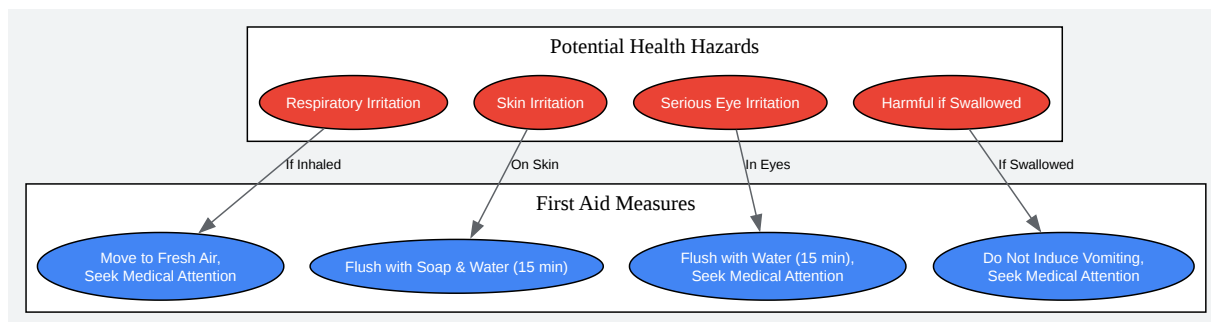 Potential Health Hazards
Respiratory Irritation
Skin Irritation
Serious Eye Irritation
Harmful if Swallowed
If Inhaled
On Skin
In Eyes
If Swallowed
First Aid Measures
Move to Fresh Air,
Seek Medical Attention
Flush with Soap & Water (15 min)
Flush with Water (15 min),
Seek Medical Attention
Do Not Induce Vomiting,
Seek Medical Attention